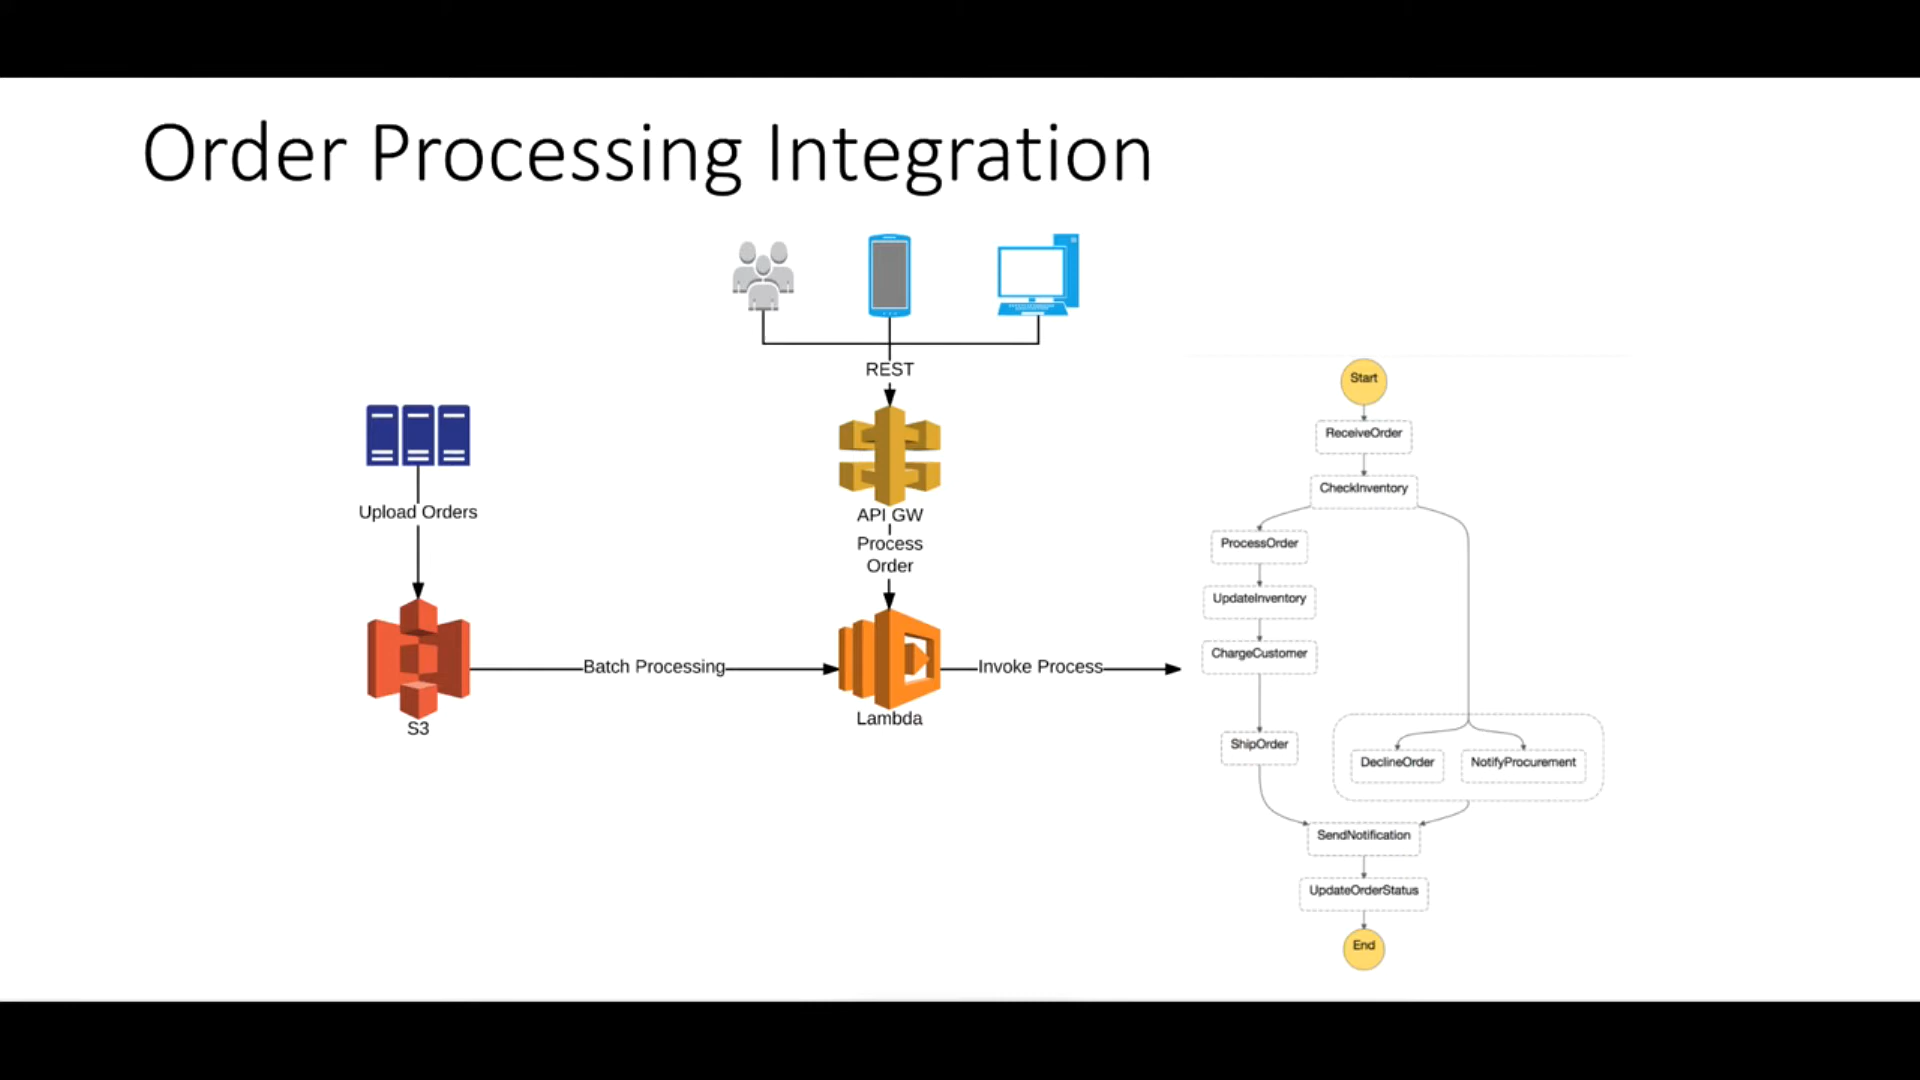 Order Processing Integration
REST
Upload Orders
API GW
Process
Order
S3
Batch Processing
Lambda
Invoke Process
Start
ReceiveOrder
CheckInventory
ProcessOrder
UpdateInventory
ChargeCustomer
ShipOrder
DeclineOrder
NotifyProcurement
SendNotification
UpdateOrderStatus
End